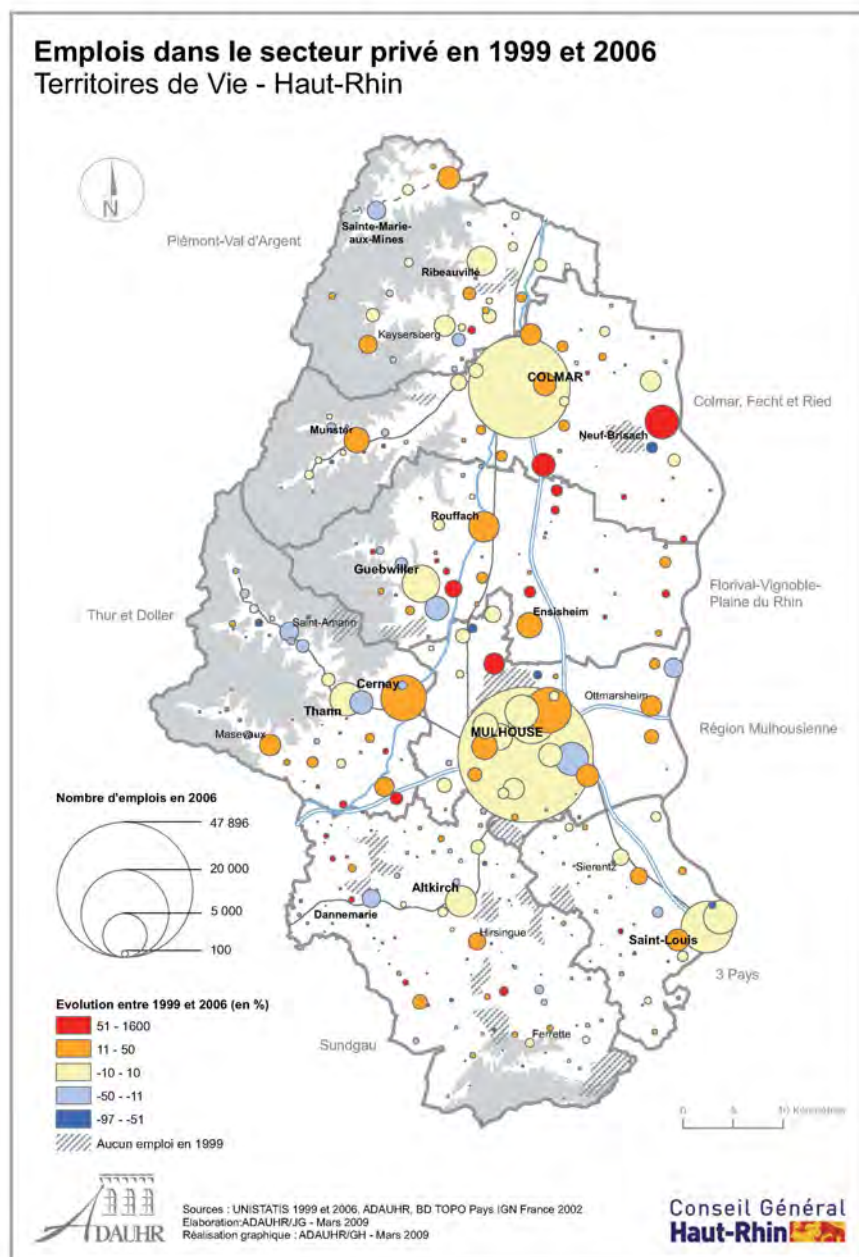 Emplois dans le secteur privé en 1999 et 2006
Territoires de Vie - Haut-Rhin
N
Sainte-Marie-
aux-Mines
Piémont-Val d'Argent
Ribeauvillé
Kaysersberg
COLMAR
Colmar, Fecht et Ried
Munster
Neuf-Brisach
Rouffach
Guebwiller
Florival-Vignoble-
Plaine du Rhin
Thur et Doller
Saint-Amarin
Ensisheim
Cernay
Thann
Ottmarsheim
MULHOUSE
Région Mulhousienne
Masevaux
Nombre d'emplois en 2006
47 896
20 000
5 000
100
Sierentz
Altkirch
Dannemarie
Hirsingue
Saint-Louis
3 Pays
Evolution entre 1999 et 2006 (en %)
51 - 1600
11 - 50
-10 - 10
-50 - -11
-97 - -51
Aucun emploi en 1999
Sundgau
Ferrette
0 5 10 Kilomètres
ADAUHR
Sources : UNISTATIS 1999 et 2006, ADAUHR, BD TOPO Pays IGN France 2002
Elaboration:ADAUHR/JG - Mars 2009
Réalisation graphique : ADAUHR/GH - Mars 2009
Conseil Général
Haut-Rhin